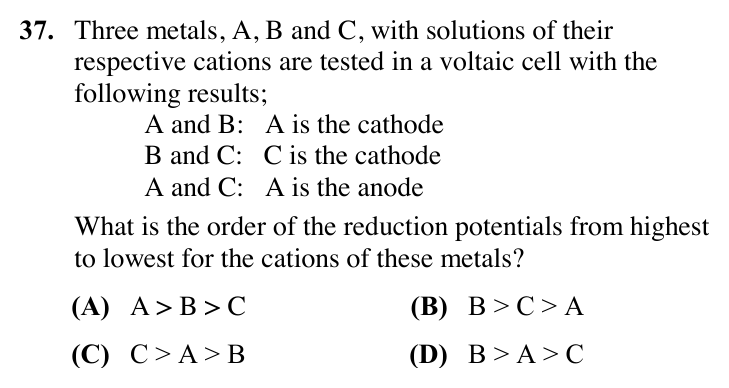 37. Three metals, A, B and C, with solutions of their
respective cations are tested in a voltaic cell with the
following results;
A and B: A is the cathode
B and C: C is the cathode
A and C: A is the anode
What is the order of the reduction potentials from highest
to lowest for the cations of these metals?
(A) A > B > C (B) B > C > A
(C) C > A > B (D) B > A > C